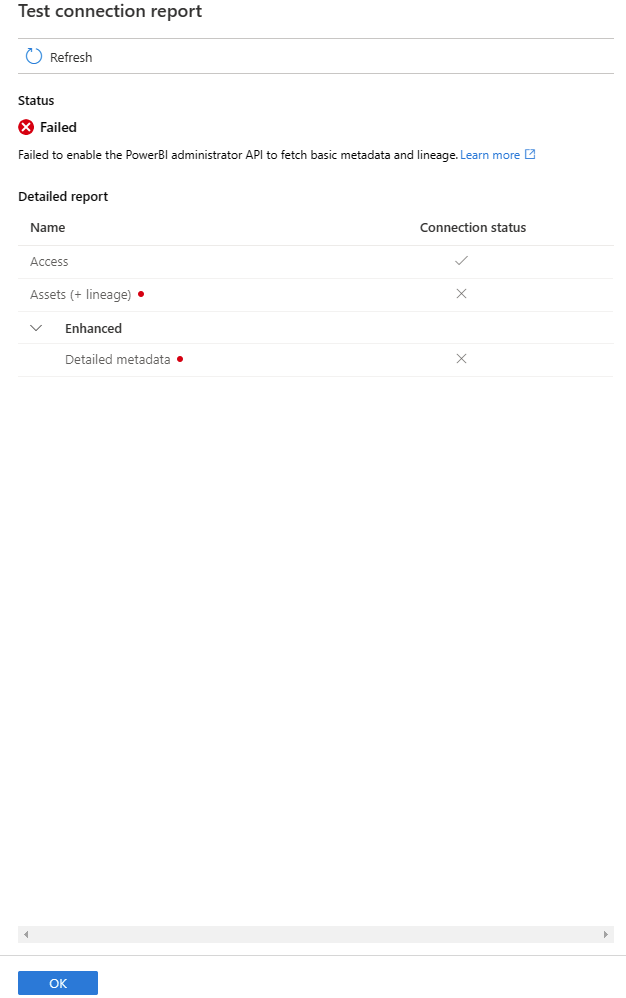 Test connection report
Refresh
Status
Failed
Failed to enable the PowerBI administrator API to fetch basic metadata and lineage. Learn more
Detailed report
Name Connection status
Access
Assets (+ lineage)
Enhanced
Detailed metadata
OK